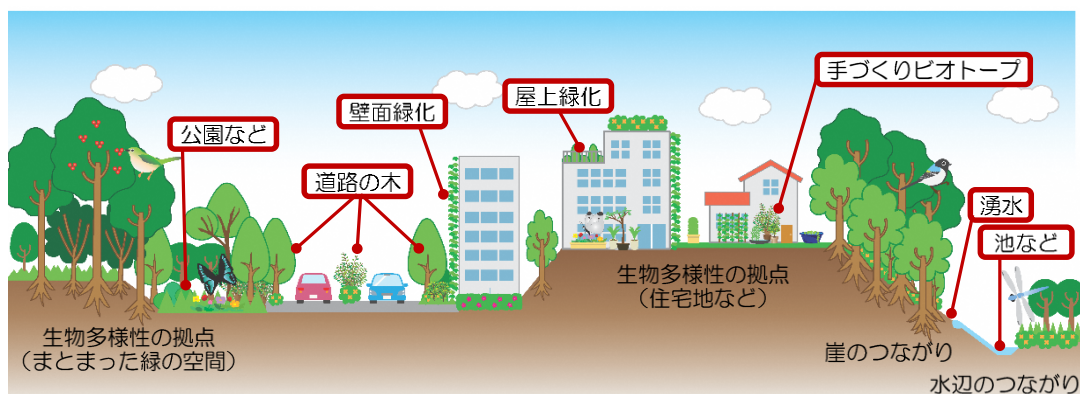 公園など
道路の木
壁面緑化
屋上緑化
手づくりビオトープ
湧水
池など
生物多様性の拠点
（まとまった緑の空間）
生物多様性の拠点
（住宅地など）
崖のつながり
水辺のつながり